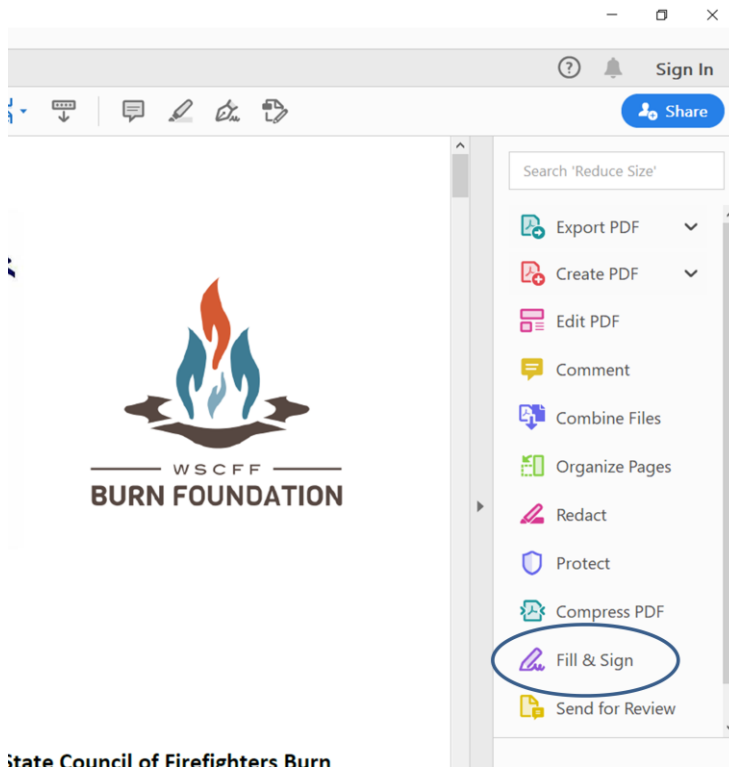 Sign In
Share
Search 'Reduce Size'
Export PDF
Create PDF
Edit PDF
Comment
Combine Files
Organize Pages
Redact
Protect
Compress PDF
Fill & Sign
Send for Review
WSCFF
BURN FOUNDATION
State Council of Firefighters Burn